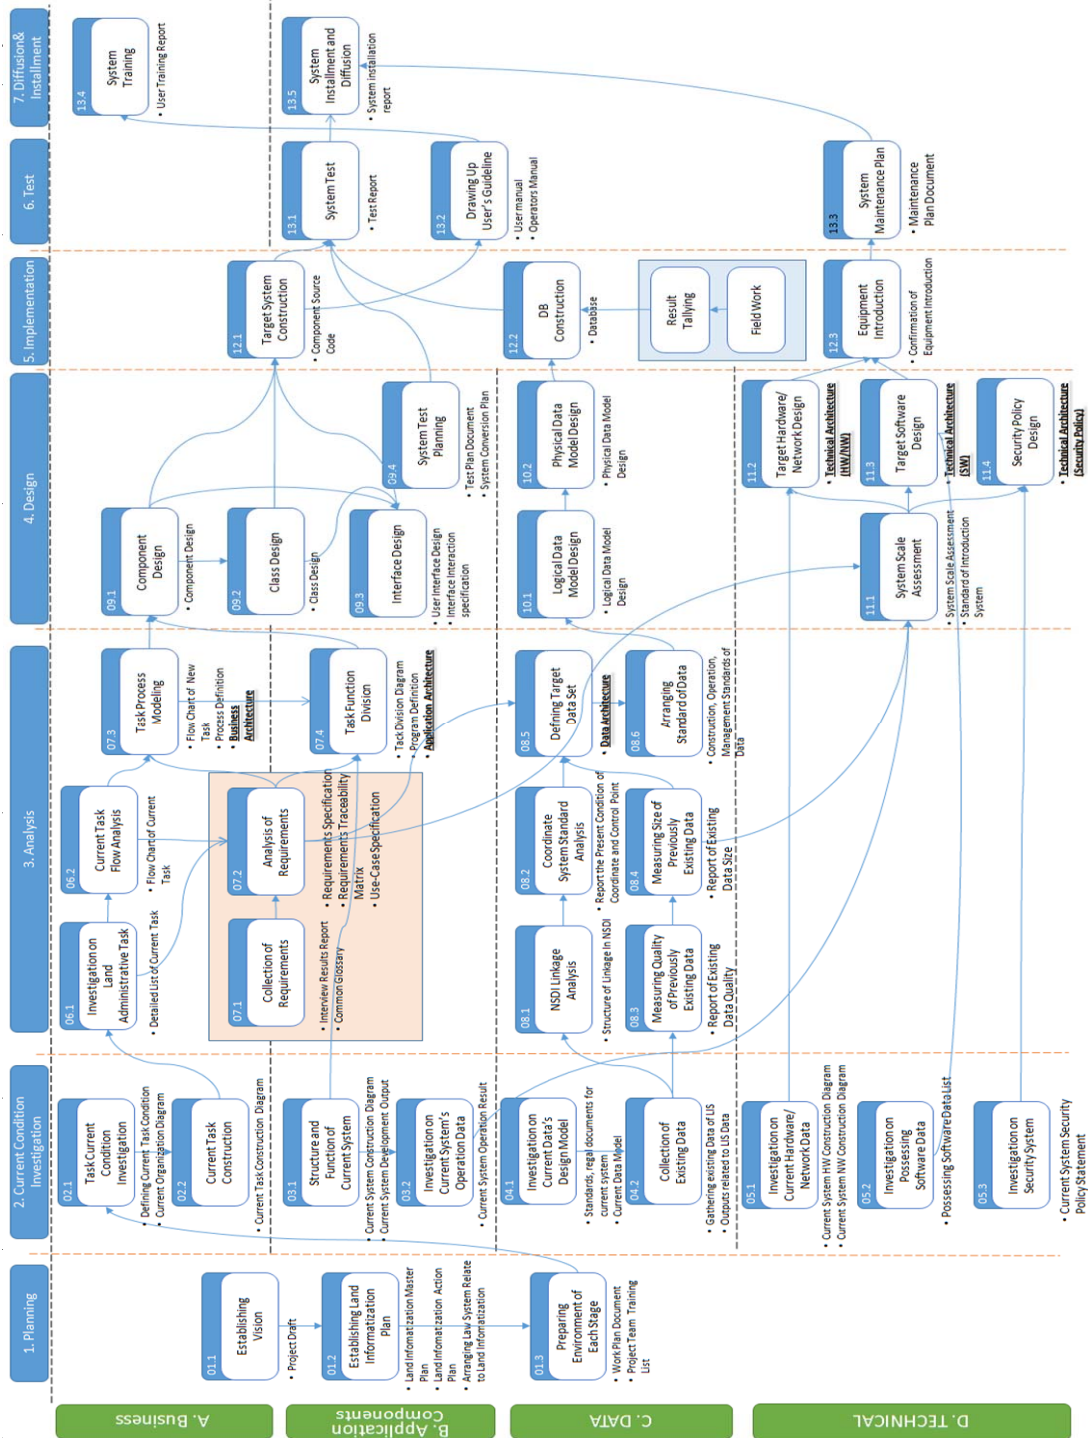 1. Planning
2. Current Condition
Investigation
3. Analysis
4. Design
5. Implementation
6. Test
7. Diffusion&
Installment
A. Business
B. Application
Components
C. DATA
D. TECHNICAL
01.1
Establishing
Vision
• Project Draft
01.2
Establishing Land
Informatization
Plan
• Land Infomatization Master
Plan
• Land Infomatization Action
Plan
• Arranging Law System Relate
to Land Infomatization
01.3
Preparing
Environment of
Each Stage
• Work Plan Document
• Project Team Training
List
02.1
Task Current
Condition
Investigation
• Defining Current Task Condition
• Current Organization Diagram
02.2
Current Task
Construction
• Current Task Construction Diagram
03.1
Structure and
Function of
Current System
• Current System Construction Diagram
• Current System Development Output
03.2
Investigation on
Current System's
Operation Data
• Current System Operation Result
04.1
Investigation on
Current Data's
Design Model
• Standards, regal documents for
current system
• Current Data Model
04.2
Collection of
Existing Data
• Gathering existing Data of LIS
• Outputs related to LIS Data
05.1
Investigation on
Current Hardware/
Network Data
• Current System HW Construction Diagram
• Current System NW Construction Diagram
05.2
Investigation on
Possessing
Software Data
• Possessing Software Data List
05.3
Investigation on
Security System
• Current System Security
Policy Statement
06.1
Investigation on
Land
Administrative Task
• Detailed List of Current Task
06.2
Current Task
Flow Analysis
• Flow Chart of Current
Task
07.1
Collection of
Requirements
• Interview Results Report
• Common Glossary
07.2
Analysis of
Requirements
• Requirements Specification
• Requirements Traceability
Matrix
• Use-Case Specification
07.3
Task Process
Modeling
• Flow Chart of New
Task
• Process Definition
• Business
Architecture
07.4
Task Function
Division
• Tack Division Diagram
• Program Definition
• Application Architecture
08.1
NSDI Linkage
Analysis
• Structure of Linkage In NSDI
08.2
Coordinate
System Standard
Analysis
• Report the Present Condition of
Coordinate and Control Point
08.3
Measuring Quality
of Previously
Existing Data
• Report of Existing
Data Quality
08.4
Measuring Size of
Previously
Existing Data
• Report of Existing
Data Size
08.5
Defining Target
Data Set
• Data Architecture
08.6
Arranging
Standard of Data
• Construction, Operation,
Management Standards of
Data
09.1
Component
Design
• Component Design
09.2
Class Design
• Class Design
09.3
Interface Design
• User Interface Design
• Interface Interaction
specification
09.4
System Test
Planning
• Test Plan Document
• System Conversion Plan
10.1
Logical Data
Model Design
• Logical Data Model
Design
10.2
Physical Data
Model Design
• Physical Data Model
Design
11.1
System Scale
Assessment
• System Scale Assessment
• Standard of Introduction
System
11.2
Target Hardware/
Network Design
• Technical Architecture
(HW/NW)
11.3
Target Software
Design
• Technical Architecture
(SW)
11.4
Security Policy
Design
• Technical Architecture
(Security Policy)
12.1
Target System
Construction
• Component Source
Code
12.2
DB
Construction
• Database
Result
Tallying
Field Work
12.3
Equipment
Introduction
• Confirmation of
Equipment Introduction
13.1
System Test
• Test Report
13.2
Drawing Up
User's Guideline
• User manual
• Operators Manual
13.3
System
Maintenance Plan
• Maintenance
Plan Document
13.4
System
Training
• User Training Report
13.5
System
Installment and
Diffusion
• System installation
report